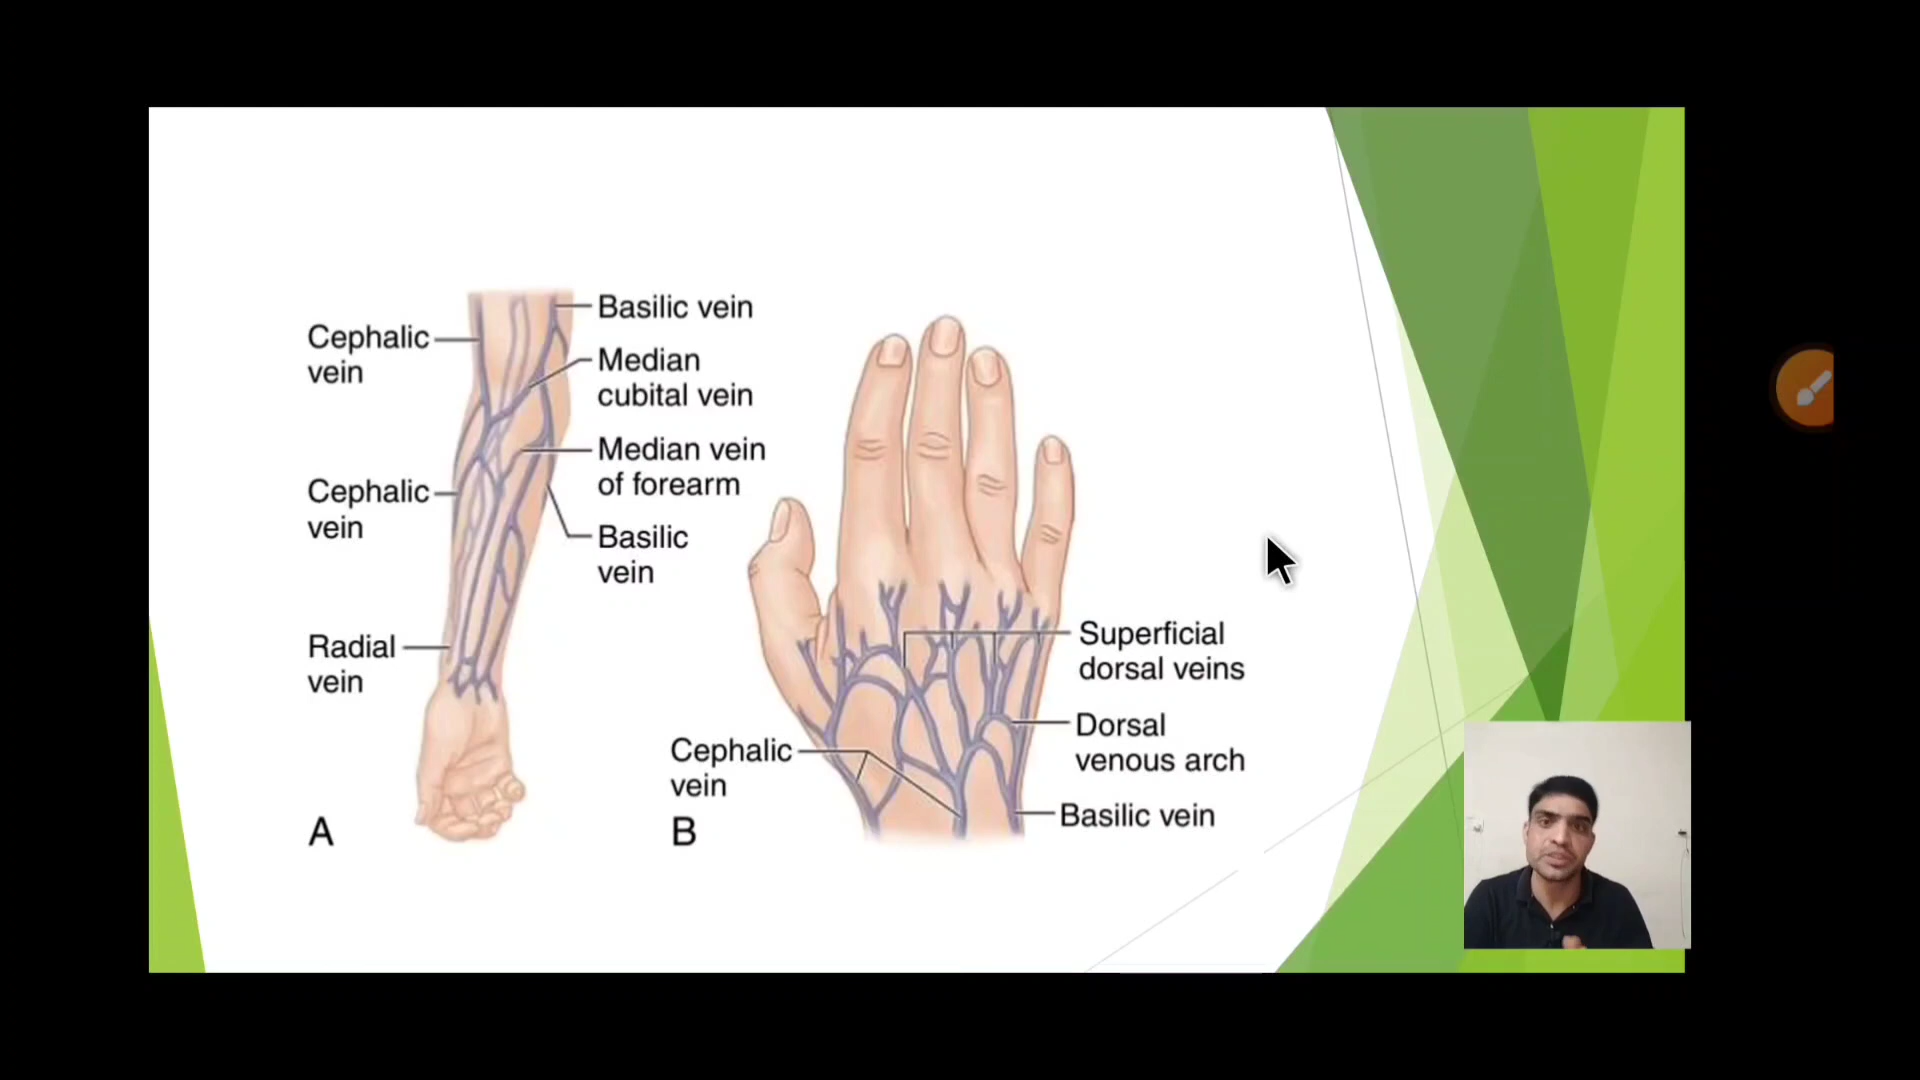 Cephalic
vein
Cephalic
vein
Radial
vein
A
Basilic vein
Median
cubital vein
Median vein
of forearm
Basilic
vein
Cephalic
vein
B
Superficial
dorsal veins
Dorsal
venous arch
Basilic vein